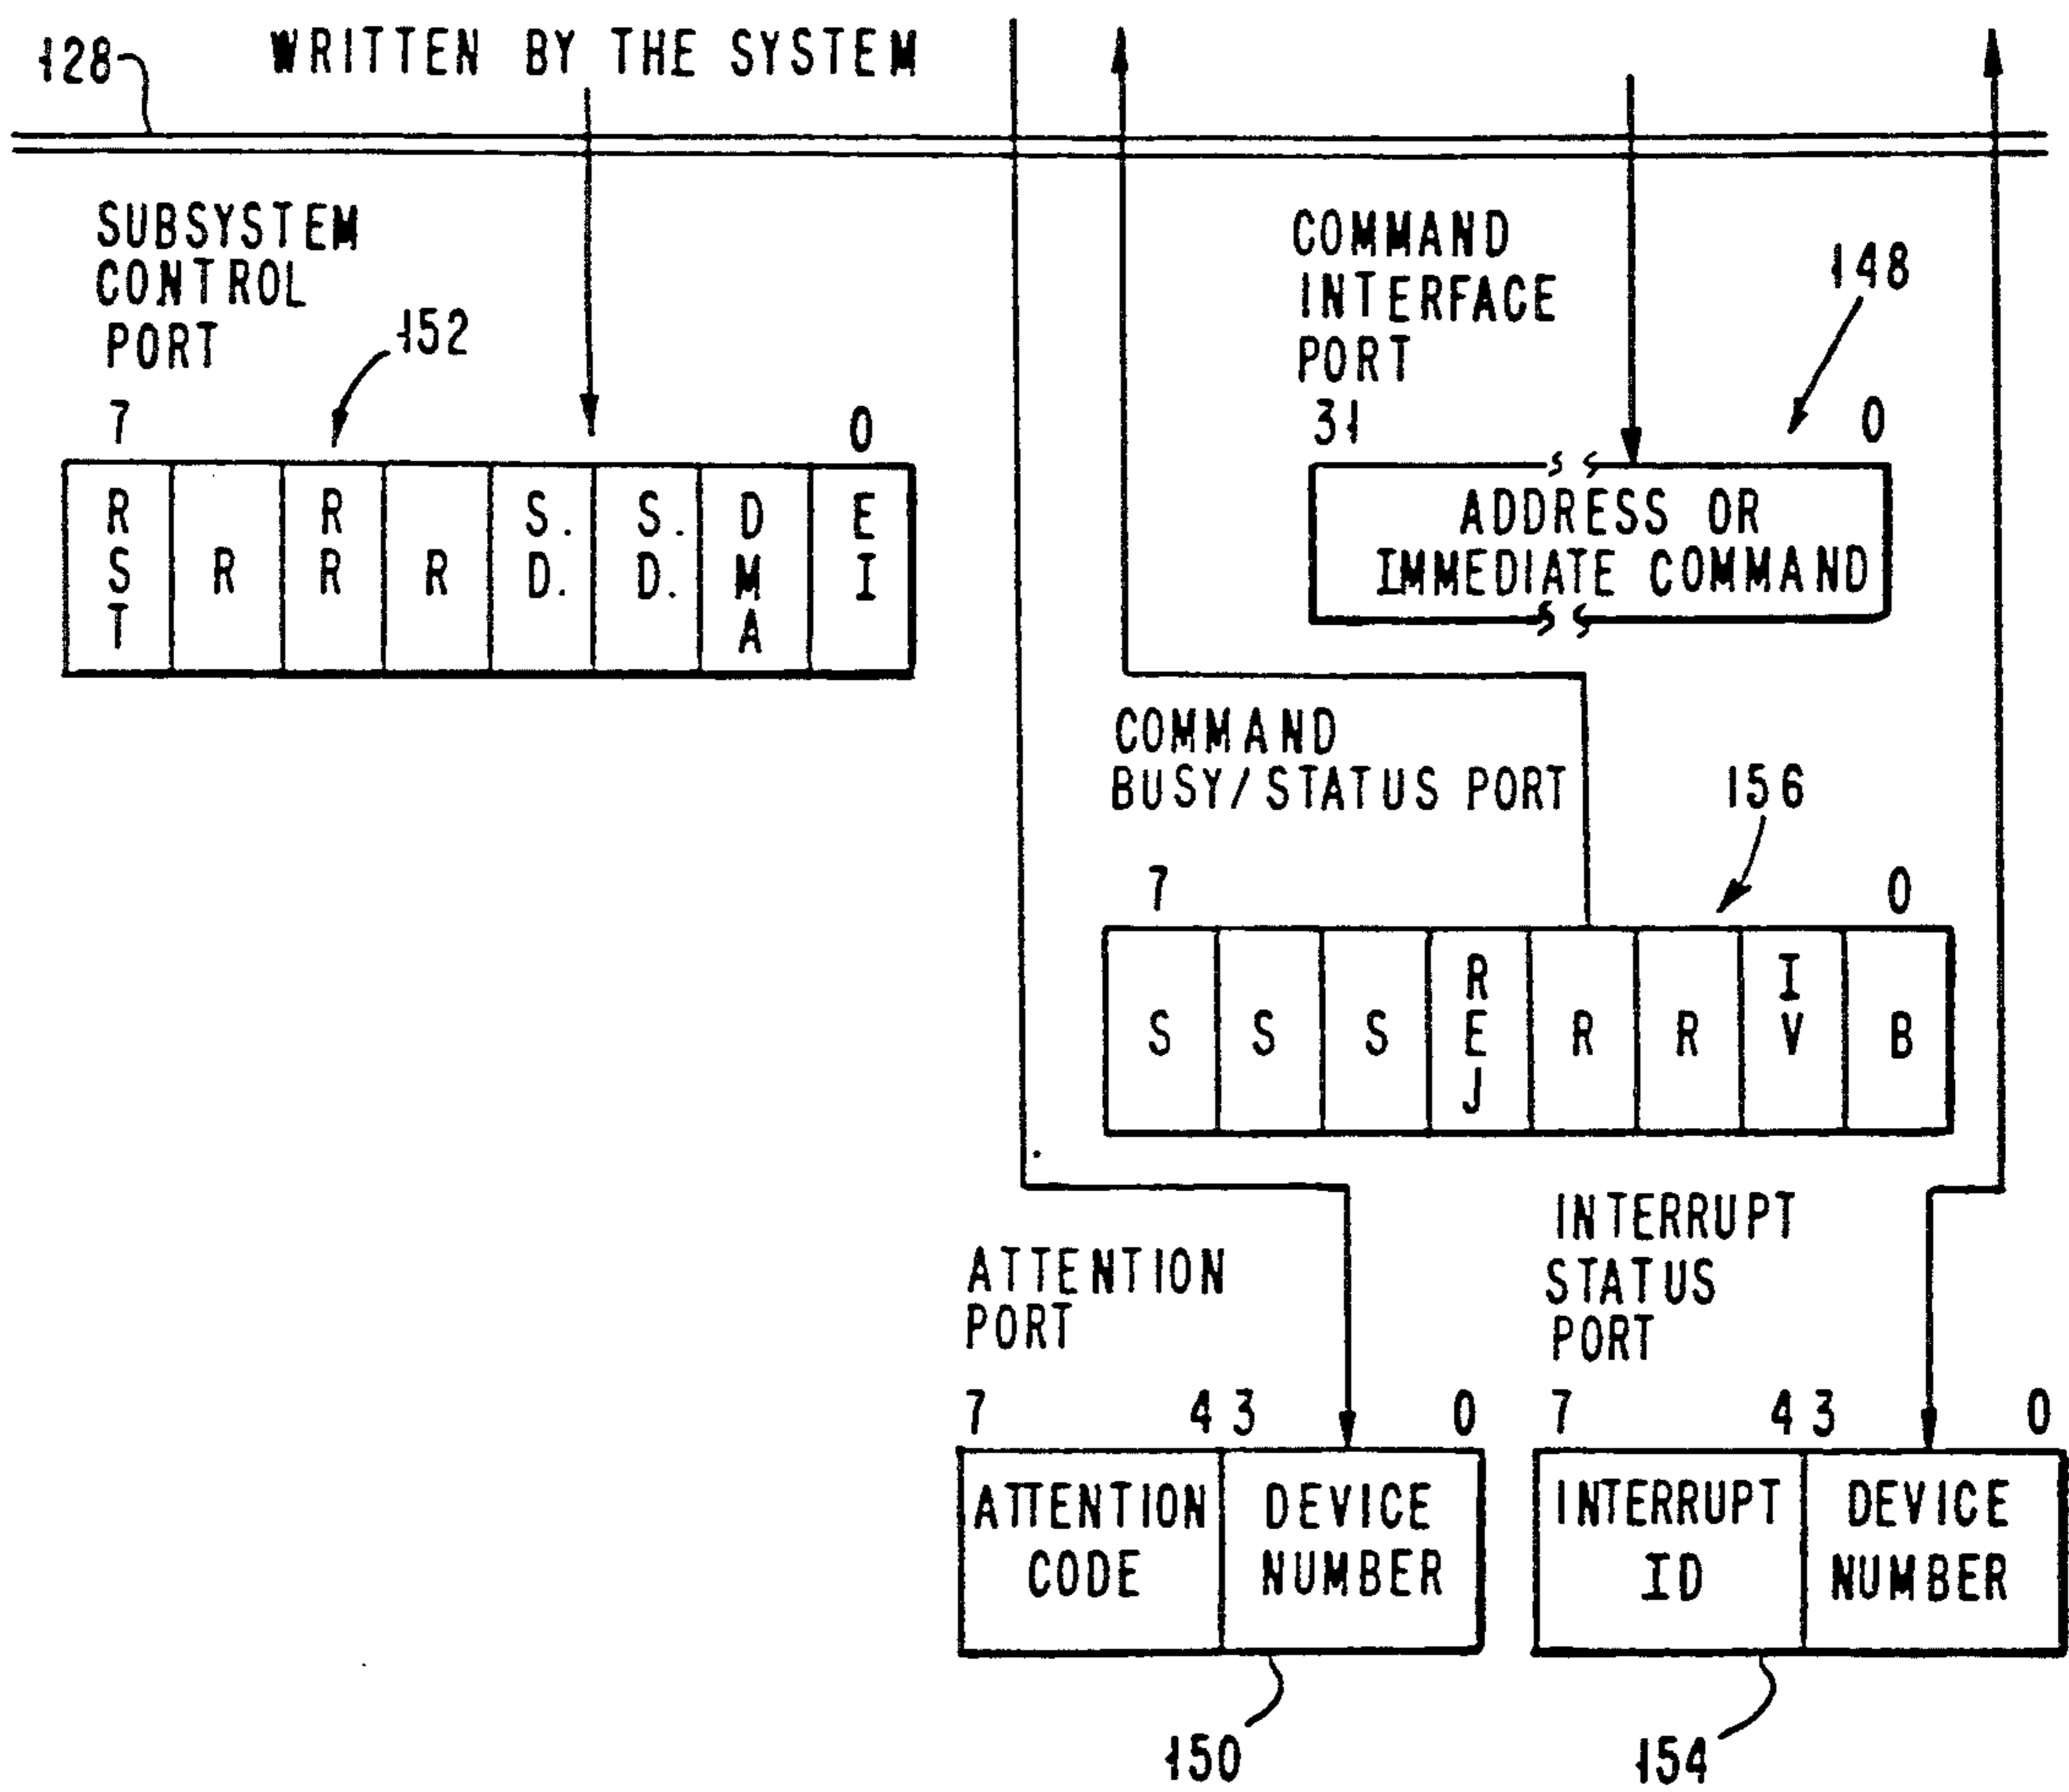 128
WRITTEN BY THE SYSTEM
SUBSYSTEM
CONTROL
PORT
152
7 0
RST R RR R S.D. S.D. DMA EI
COMMAND
INTERFACE
PORT
148
31 0
ADDRESS OR
IMMEDIATE COMMAND
COMMAND
BUSY/STATUS PORT
156
7 0
S S S REJ R R IV B
ATTENTION
PORT
7 4 3 0
ATTENTION
CODE
DEVICE
NUMBER
150
INTERRUPT
STATUS
PORT
7 4 3 0
INTERRUPT
ID
DEVICE
NUMBER
154